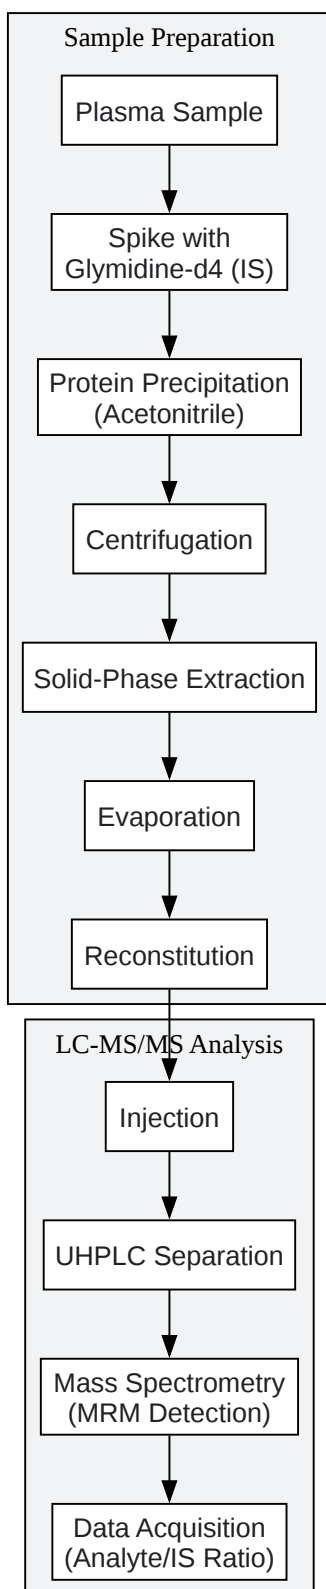 Sample Preparation
Plasma Sample
Spike with
Glymidine-d4 (IS)
Protein Precipitation
(Acetonitrile)
Centrifugation
Solid-Phase Extraction
Evaporation
Reconstitution
LC-MS/MS Analysis
Injection
UHPLC Separation
Mass Spectrometry
(MRM Detection)
Data Acquisition
(Analyte/IS Ratio)